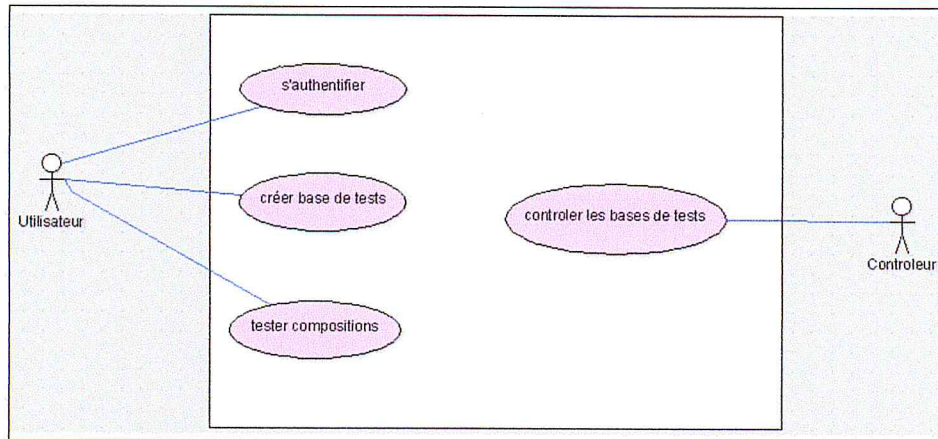 s'authentifier
créer base de tests
controler les bases de tests
Utilisateur
Controleur
tester compositions